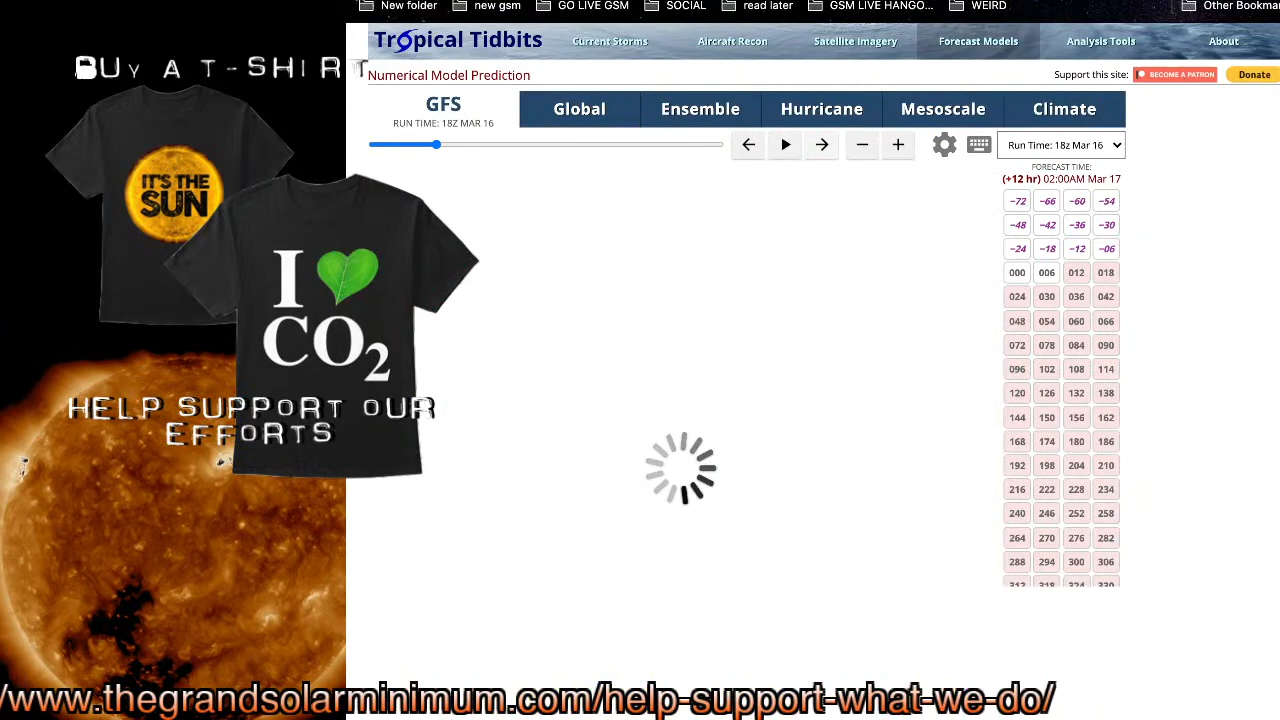 New folder new gsm GO LIVE GSM SOCIAL read later GSM LIVE HANGO... WEIRD Other Bookmar
Tropical Tidbits Current Storms Aircraft Recon Satellite Imagery Forecast Models Analysis Tools About
Numerical Model Prediction
Support this site: BECOME A PATRON Donate
GFS
RUN TIME: 18Z MAR 16
Global Ensemble Hurricane Mesoscale Climate
Run Time: 18z Mar 16
FORECAST TIME:
(+12 hr) 02:00AM Mar 17
−72 −66 −60 −54
−48 −42 −36 −30
−24 −18 −12 −06
000 006 012 018
024 030 036 042
048 054 060 066
072 078 084 090
096 102 108 114
120 126 132 138
144 150 156 162
168 174 180 186
192 198 204 210
216 222 228 234
240 246 252 258
264 270 276 282
288 294 300 306
312 318 324 330
BUY A T-SHIRT
IT'S THE
SUN
I
CO2
HELP SUPPORT OUR
EFFORTS
/www.thegrandsolarminimum.com/help-support-what-we-do/